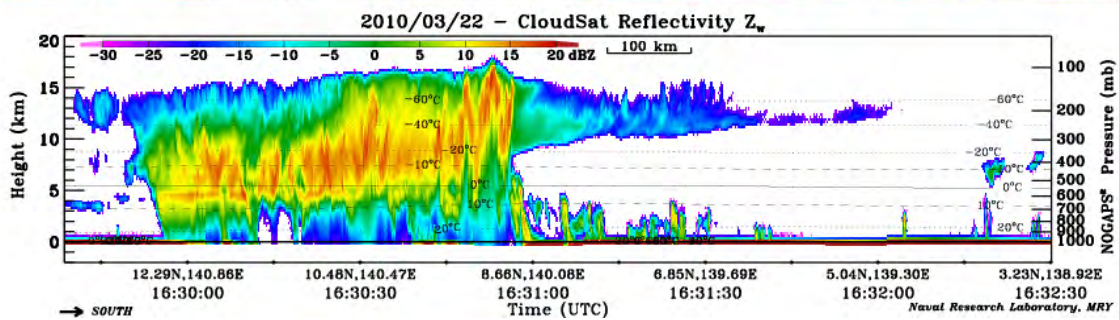 2010/03/22 – CloudSat Reflectivity Zw
-30 -25 -20 -15 -10 -5 0 5 10 15 20 dBZ
100 km
20
15
10
5
0
Height (km)
-60°C
-40°C
-20°C
-10°C
0°C
10°C
20°C
-60°C
-40°C
-20°C
0°C
10°C
20°C
100
200
300
400
500
600
700
800
900
1000
NOGAPS* Pressure (mb)
12.29N,140.86E 10.48N,140.47E 8.66N,140.08E 6.85N,139.69E 5.04N,139.30E 3.23N,138.92E
16:30:00 16:30:30 16:31:00 16:31:30 16:32:00 16:32:30
→ SOUTH
Time (UTC)
Naval Research Laboratory, MRY